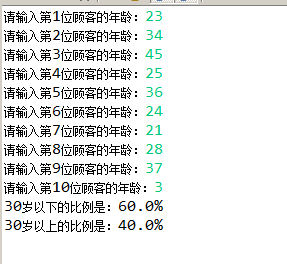 请输入第1位顾客的年龄：23
请输入第2位顾客的年龄：34
请输入第3位顾客的年龄：45
请输入第4位顾客的年龄：25
请输入第5位顾客的年龄：36
请输入第6位顾客的年龄：24
请输入第7位顾客的年龄：21
请输入第8位顾客的年龄：28
请输入第9位顾客的年龄：37
请输入第10位顾客的年龄：3
30岁以下的比例是：60.0%
30岁以上的比例是：40.0%